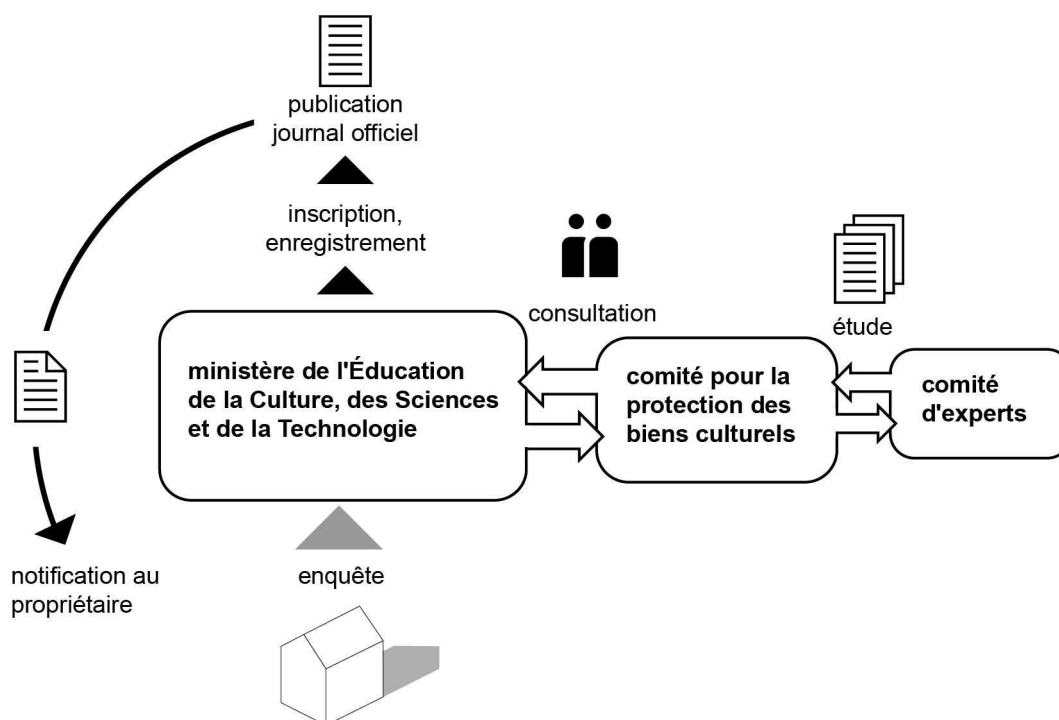 publication
journal officiel
inscription,
enregistrement
consultation
étude
ministère de l'Éducation
de la Culture, des Sciences
et de la Technologie
comité pour la
protection des
biens culturels
comité
d'experts
notification au
propriétaire
enquête